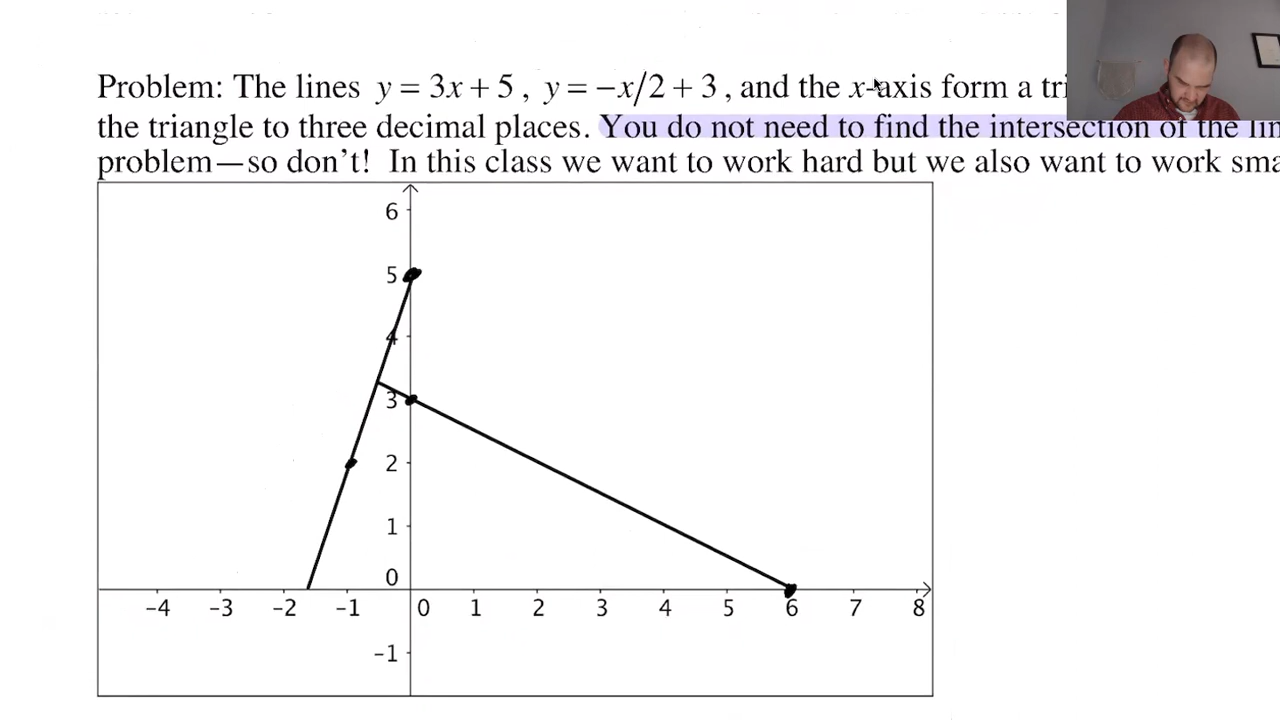 Problem: The lines y = 3x + 5 , y = −x/2 + 3 , and the x-axis form a tri
the triangle to three decimal places. You do not need to find the intersection of the lin
problem—so don't! In this class we want to work hard but we also want to work sma
6
5
4
3
2
1
0
−4 −3 −2 −1 0 1 2 3 4 5 6 7 8
−1